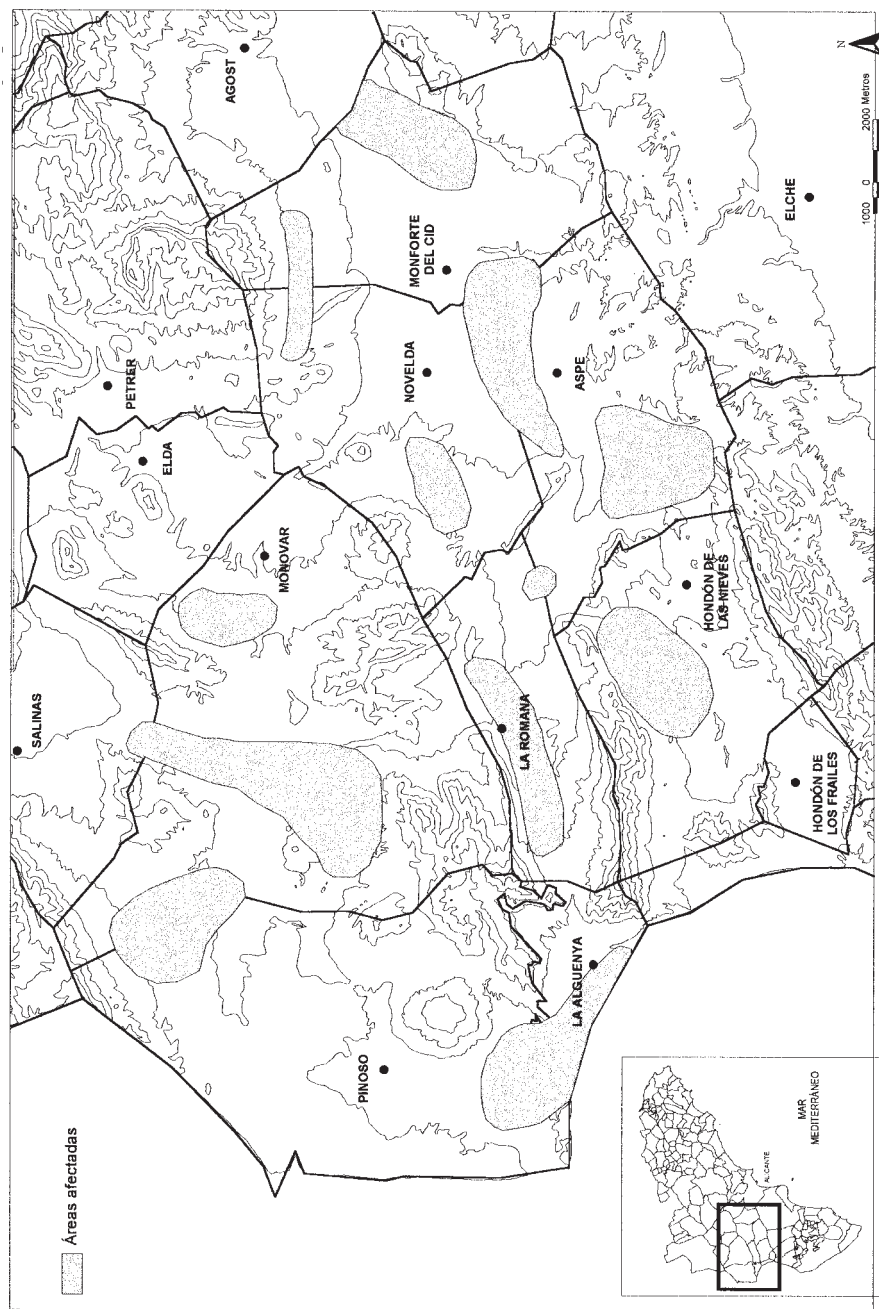 Áreas afectadas
SALINAS
PETRER
AGOST
ELDA
MONOVAR
PINOSO
NOVELDA
MONFORTE
DEL CID
LA ROMANA
ASPE
LA ALGUENYA
HONDÓN DE
LAS NIEVES
HONDÓN DE
LOS FRAILES
ELCHE
ALICANTE
MAR
MEDITERRÁNEO
N
1000 0 2000 Metros